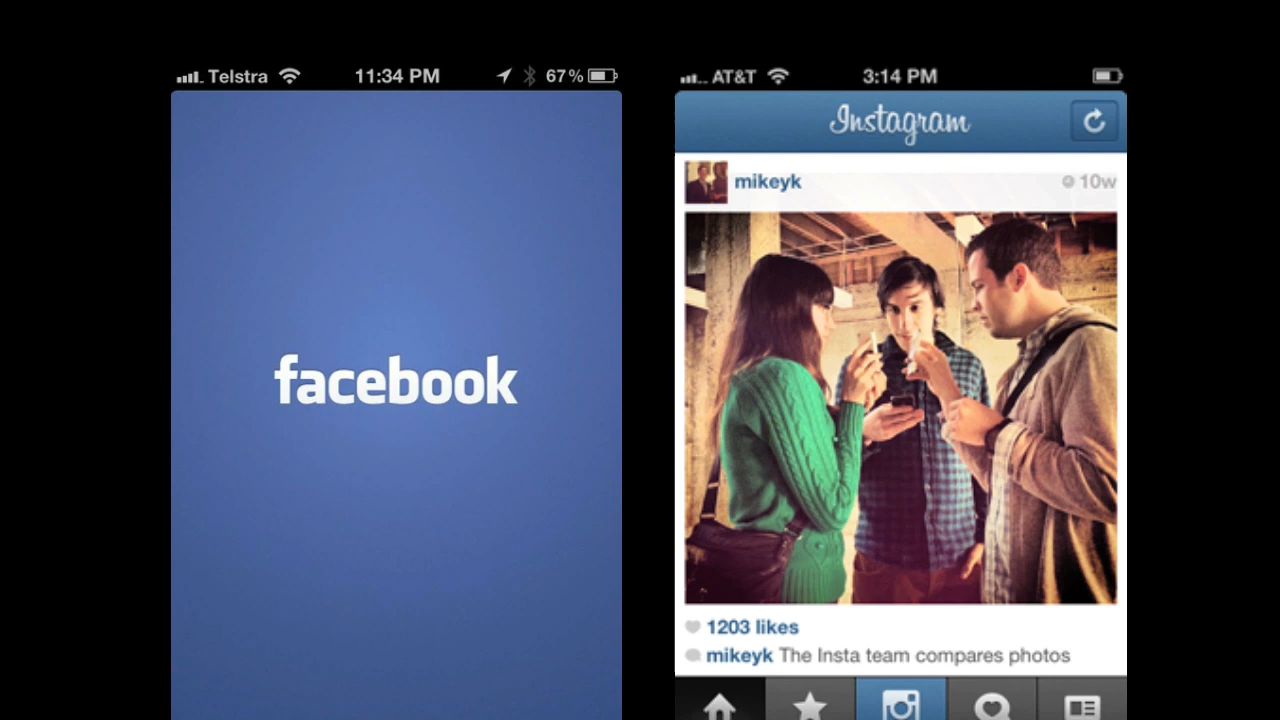 Telstra 11:34 PM 67%
facebook
AT&T 3:14 PM
Instagram
mikeyk 10w
1203 likes
mikeyk The Insta team compares photos